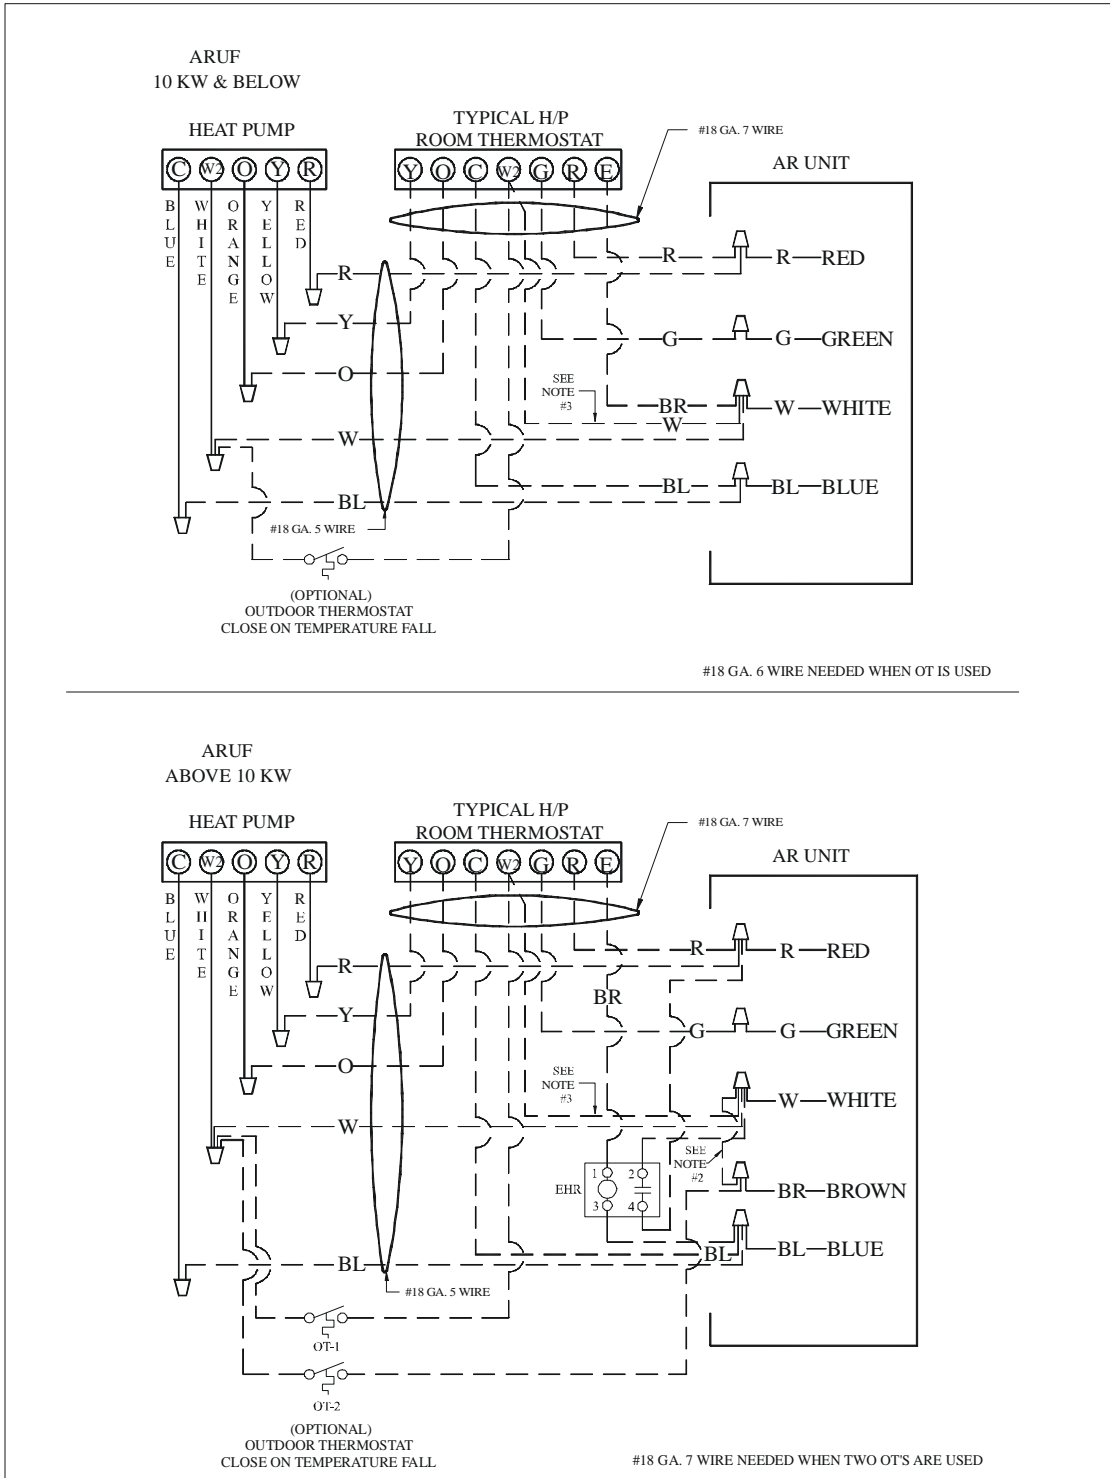 ARUF
10 KW & BELOW
HEAT PUMP
TYPICAL H/P
ROOM THERMOSTAT
#18 GA. 7 WIRE
AR UNIT
C W2 O Y R
Y O C W2 G R E
BLUE
WHITE
ORANGE
YELLOW
RED
R
R
R RED
Y
G
G GREEN
O
SEE
NOTE
#3
BR
W
W WHITE
W
BL
BL BLUE
BL
#18 GA. 5 WIRE
(OPTIONAL)
OUTDOOR THERMOSTAT
CLOSE ON TEMPERATURE FALL
#18 GA. 6 WIRE NEEDED WHEN OT IS USED
ARUF
ABOVE 10 KW
HEAT PUMP
TYPICAL H/P
ROOM THERMOSTAT
#18 GA. 7 WIRE
AR UNIT
C W2 O Y R
Y O C W2 G R E
BLUE
WHITE
ORANGE
YELLOW
RED
R
R
R RED
BR
Y
G
G GREEN
O
SEE
NOTE
#3
W WHITE
W
SEE
NOTE
#2
EHR
1 2
3 4
BR BROWN
BL
BL BLUE
BL
#18 GA. 5 WIRE
OT-1
OT-2
(OPTIONAL)
OUTDOOR THERMOSTAT
CLOSE ON TEMPERATURE FALL
#18 GA. 7 WIRE NEEDED WHEN TWO OT'S ARE USED